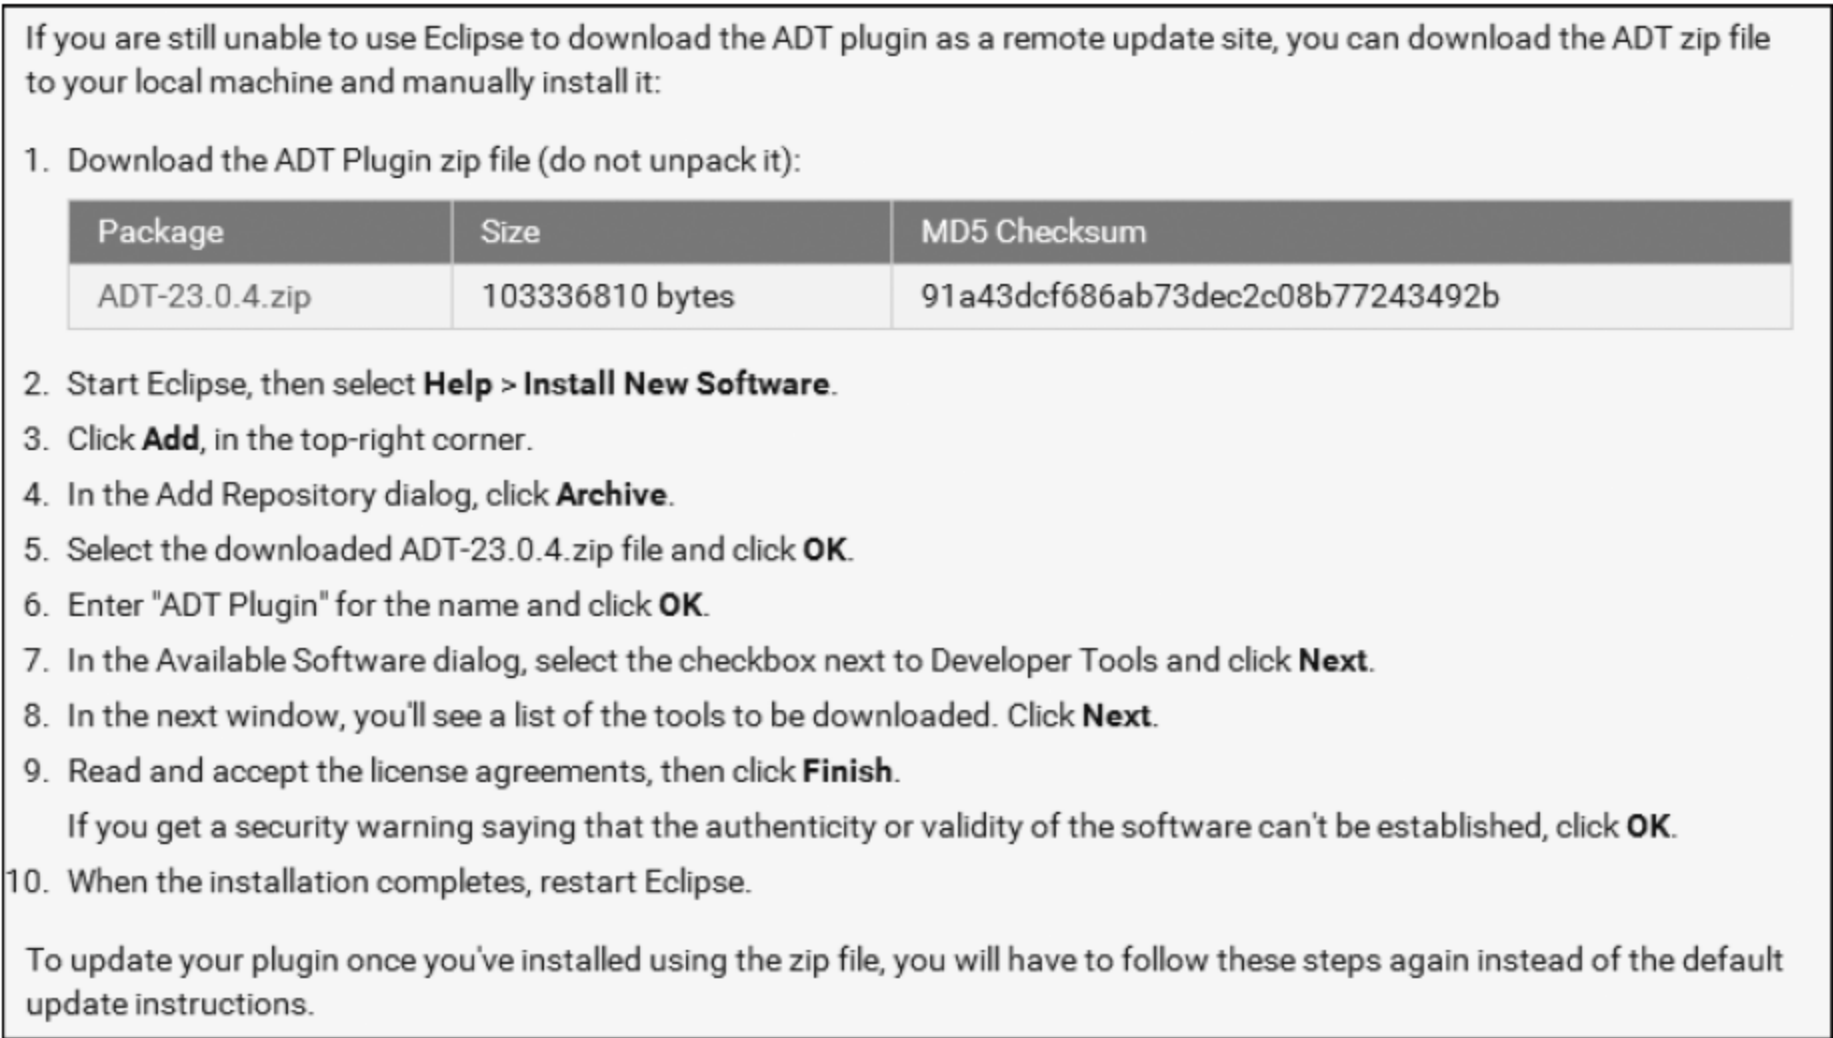 If you are still unable to use Eclipse to download the ADT plugin as a remote update site, you can download the ADT zip file
to your local machine and manually install it:
1. Download the ADT Plugin zip file (do not unpack it):
Package Size MD5 Checksum
ADT-23.0.4.zip 103336810 bytes 91a43dcf686ab73dec2c08b77243492b
2. Start Eclipse, then select Help > Install New Software.
3. Click Add, in the top-right corner.
4. In the Add Repository dialog, click Archive.
5. Select the downloaded ADT-23.0.4.zip file and click OK.
6. Enter "ADT Plugin" for the name and click OK.
7. In the Available Software dialog, select the checkbox next to Developer Tools and click Next.
8. In the next window, you'll see a list of the tools to be downloaded. Click Next.
9. Read and accept the license agreements, then click Finish.
If you get a security warning saying that the authenticity or validity of the software can't be established, click OK.
10. When the installation completes, restart Eclipse.
To update your plugin once you've installed using the zip file, you will have to follow these steps again instead of the default
update instructions.